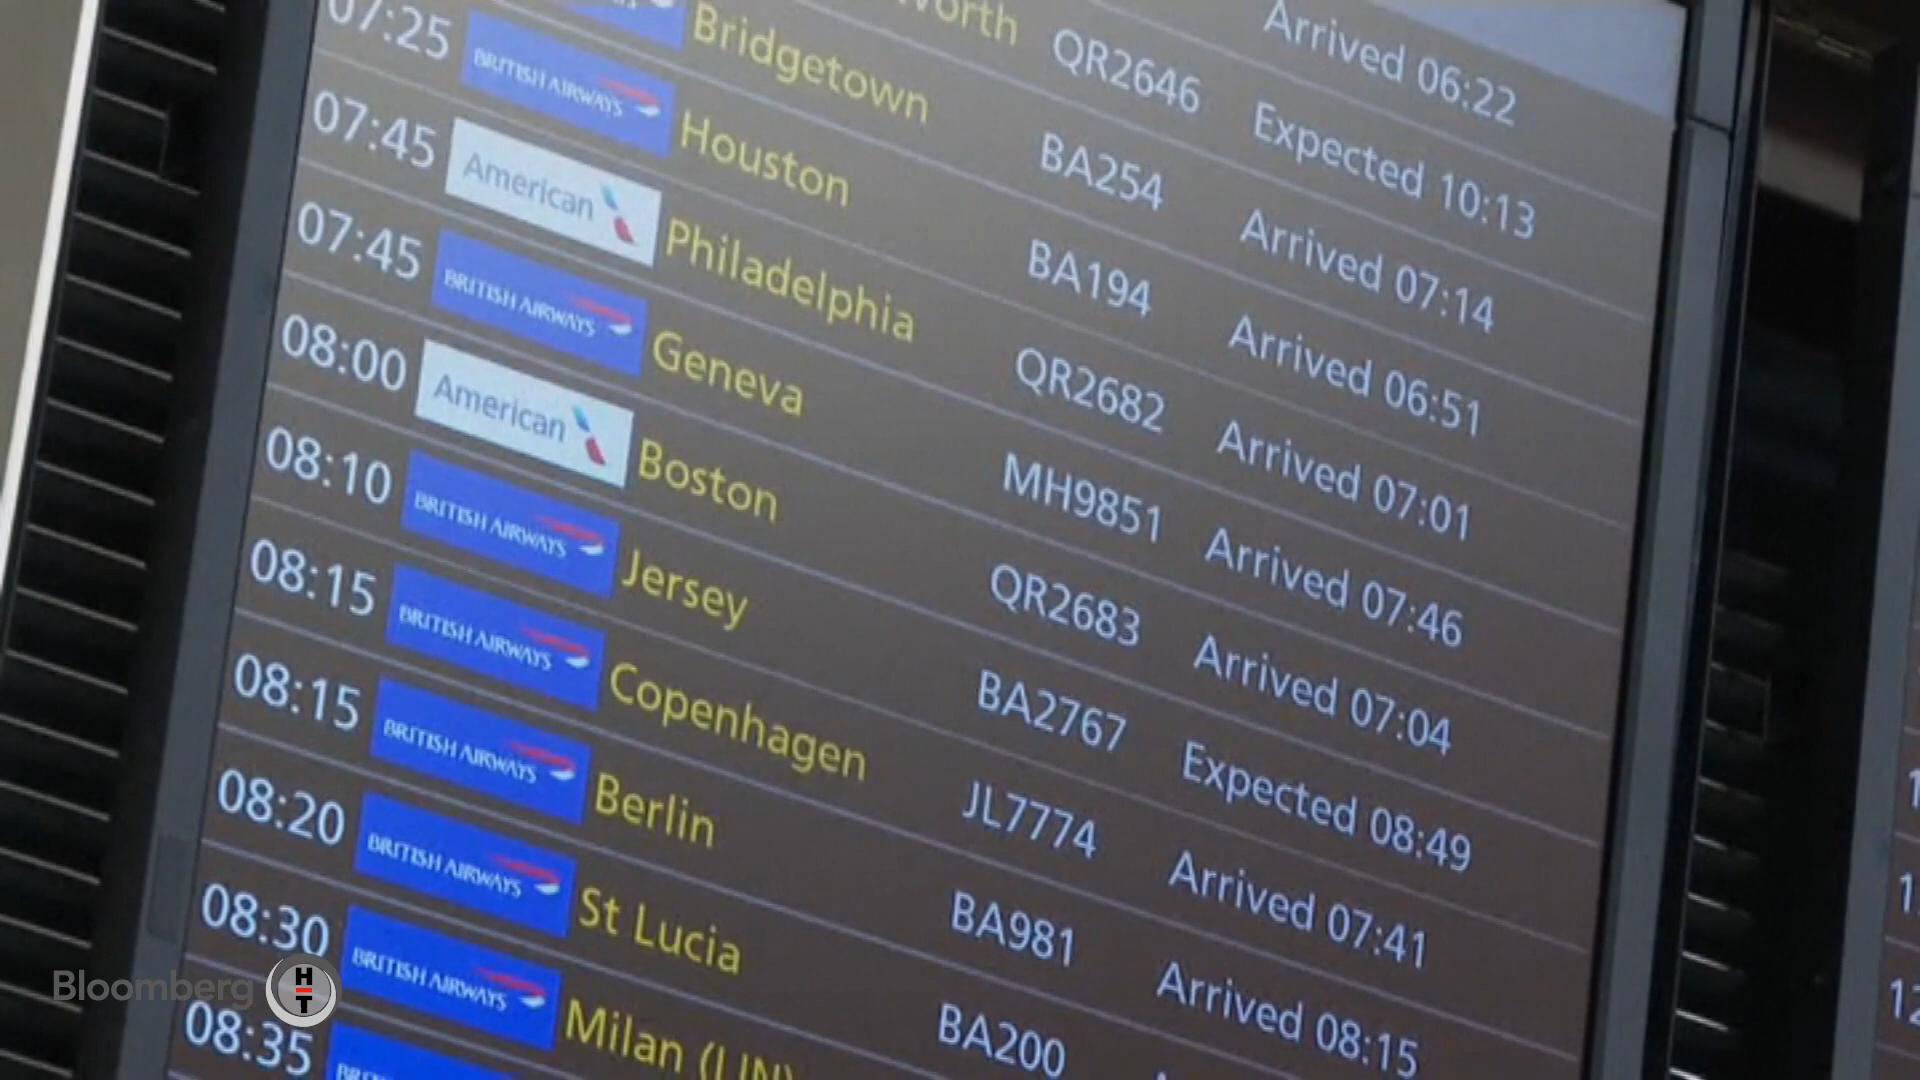 Arrived 06:22
QR2646 Expected 10:13
Bridgetown BA254 Arrived 07:14
07:25 BRITISH AIRWAYS Houston BA194 Arrived 06:51
07:45 American Philadelphia QR2682 Arrived 07:01
07:45 BRITISH AIRWAYS Geneva MH9851 Arrived 07:46
08:00 American Boston QR2683 Arrived 07:04
08:10 BRITISH AIRWAYS Jersey BA2767 Expected 08:49
08:15 BRITISH AIRWAYS Copenhagen JL7774 Arrived 07:41
08:15 BRITISH AIRWAYS Berlin BA981 Arrived 08:15
08:20 BRITISH AIRWAYS St Lucia BA200
08:30 BRITISH AIRWAYS Milan (LIN)
08:35
Bloomberg HT